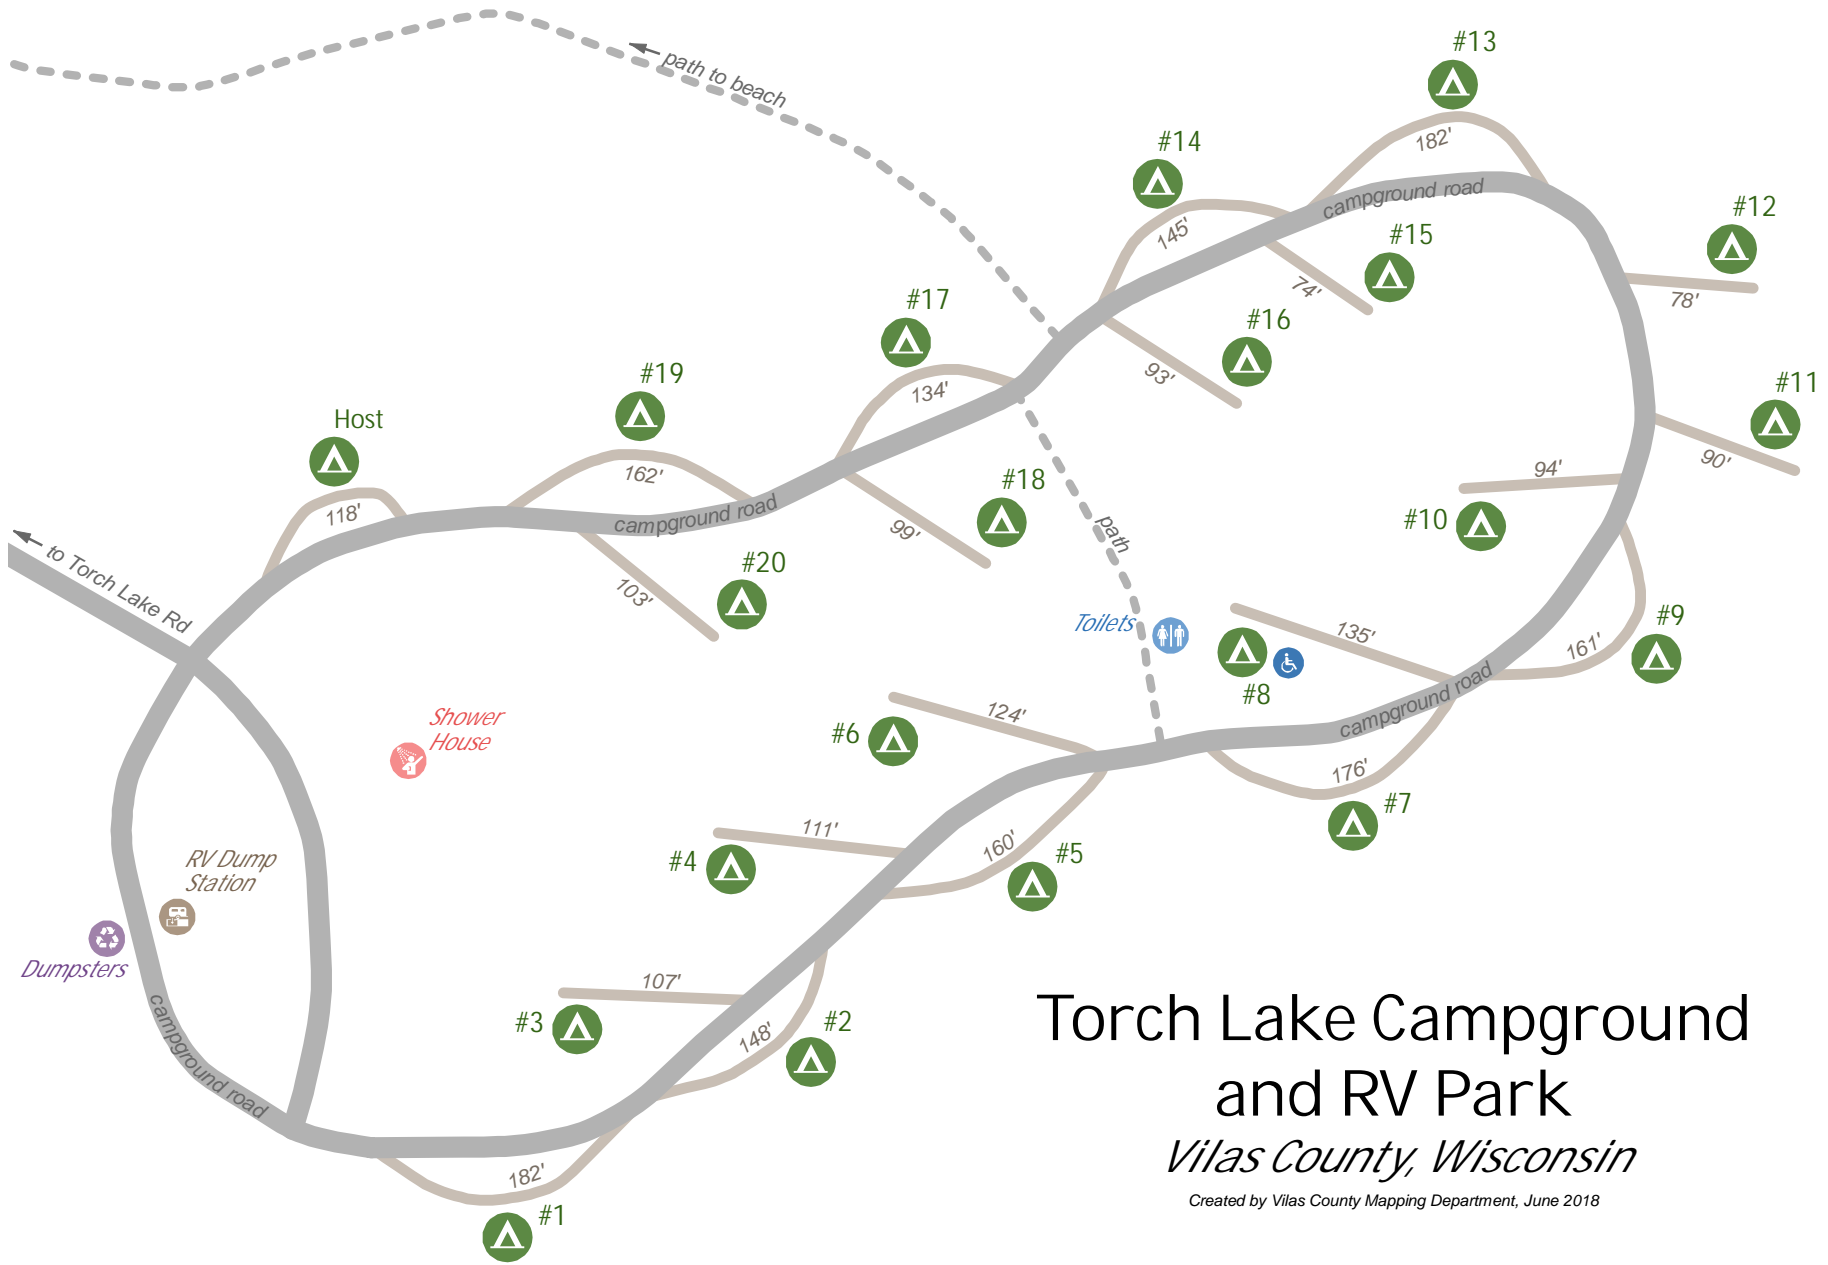 path to beach
#13
182'
#14
145'
campground road
#12
#15
78'
74'
#17
#16
134'
93'
#19
#11
Host
162'
90'
94'
#18
118'
campground road
#10
99'
path
to Torch Lake Rd
#20
103'
Toilets
135'
#9
161'
#8
Shower
House
124'
#6
campground road
176'
#7
111'
160'
#4
#5
RV Dump
Station
Dumpsters
107'
#3
#2
148'
campground road
182'
#1
Torch Lake Campground
and RV Park
Vilas County, Wisconsin
Created by Vilas County Mapping Department, June 2018